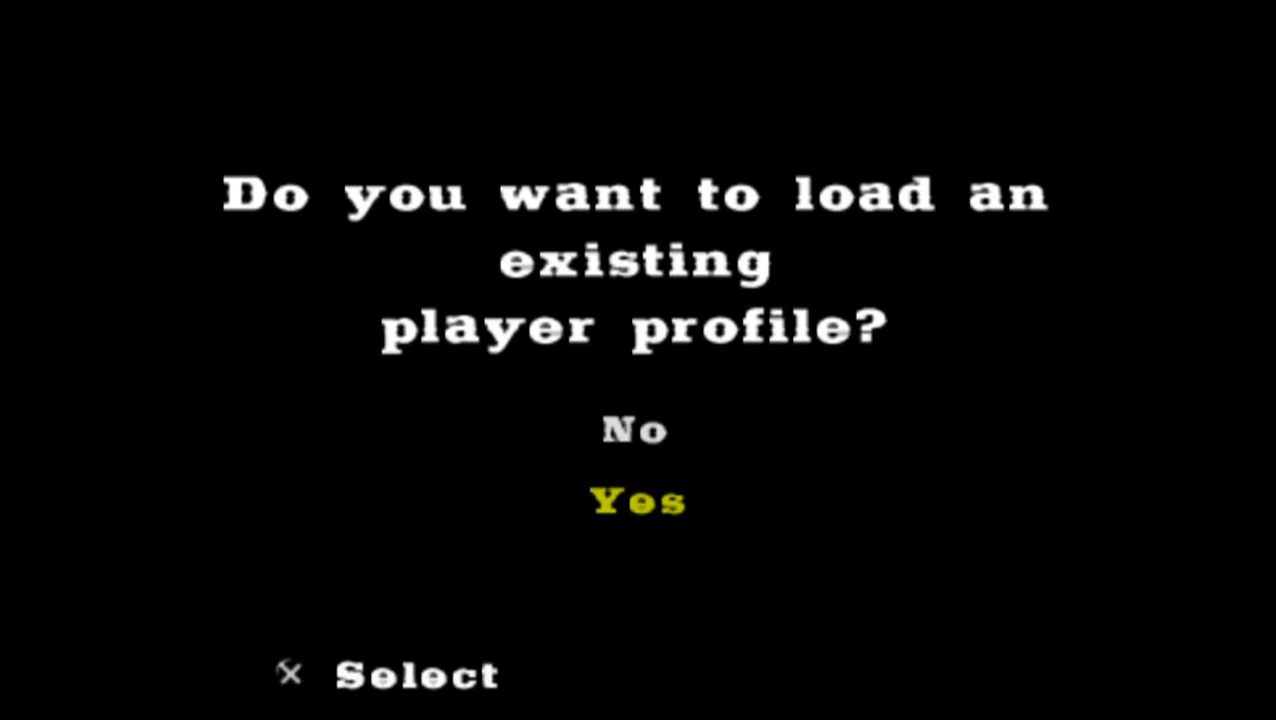 Do you want to load an
existing
player profile?
No
Yes
Select